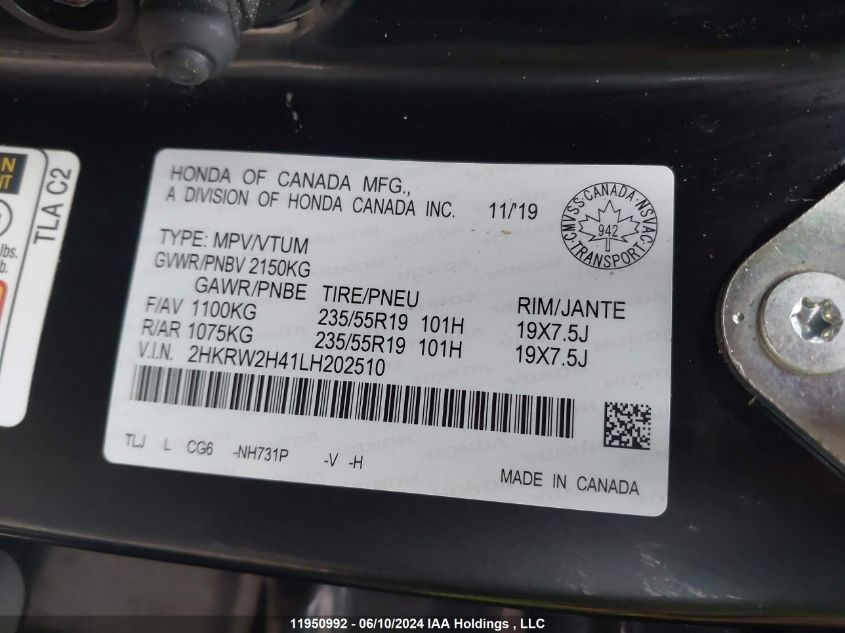 N
IT
lbs.
TLA C2
HONDA OF CANADA MFG.,
A DIVISION OF HONDA CANADA INC. 11/'19
CMVSS · CANADA · NSVAC · TRANSPORT ·
942
TYPE: MPV/VTUM
GVWR/PNBV 2150KG
GAWR/PNBE TIRE/PNEU RIM/JANTE
F/AV 1100KG 235/55R19 101H 19X7.5J
R/AR 1075KG 235/55R19 101H 19X7.5J
V.I.N. 2HKRW2H41LH202510
TLJ L CG6 -NH731P -V -H
MADE IN CANADA
11950992 - 06/10/2024 IAA Holdings , LLC